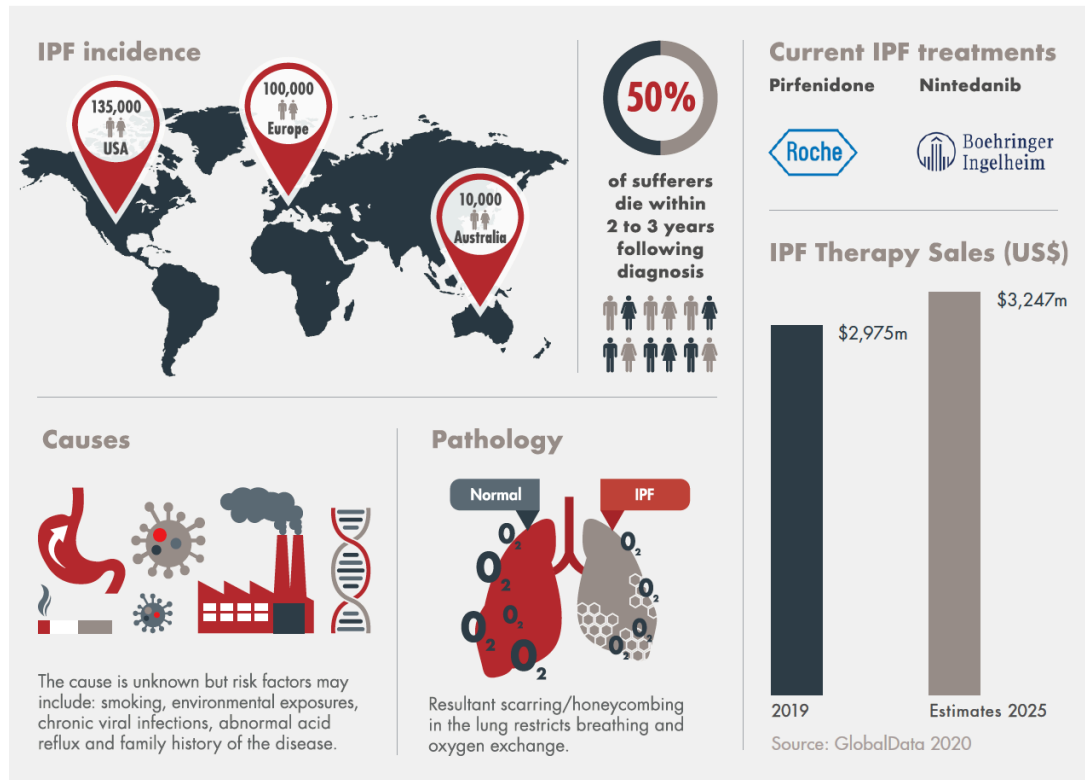 IPF incidence
135,000
USA
100,000
Europe
10,000
Australia
50%
of sufferers
die within
2 to 3 years
following
diagnosis
Current IPF treatments
Pirfenidone
Nintedanib
Roche
Boehringer
Ingelheim
IPF Therapy Sales (US$)
$2,975m
$3,247m
2019
Estimates 2025
Source: GlobalData 2020
Causes
The cause is unknown but risk factors may
include: smoking, environmental exposures,
chronic viral infections, abnormal acid
reflux and family history of the disease.
Pathology
Normal
IPF
O2
O2
O2
O2
O2
O2
O2
O2
O2
Resultant scarring/honeycombing
in the lung restricts breathing and
oxygen exchange.